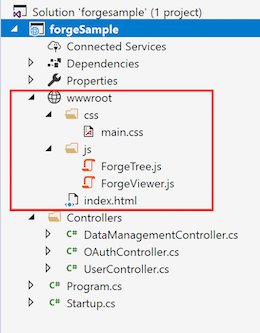 Solution 'forgesample' (1 project)
forgeSample
Connected Services
Dependencies
Properties
wwwroot
css
main.css
js
ForgeTree.js
ForgeViewer.js
index.html
Controllers
C# DataManagementController.cs
C# OAuthController.cs
C# UserController.cs
C# Program.cs
C# Startup.cs